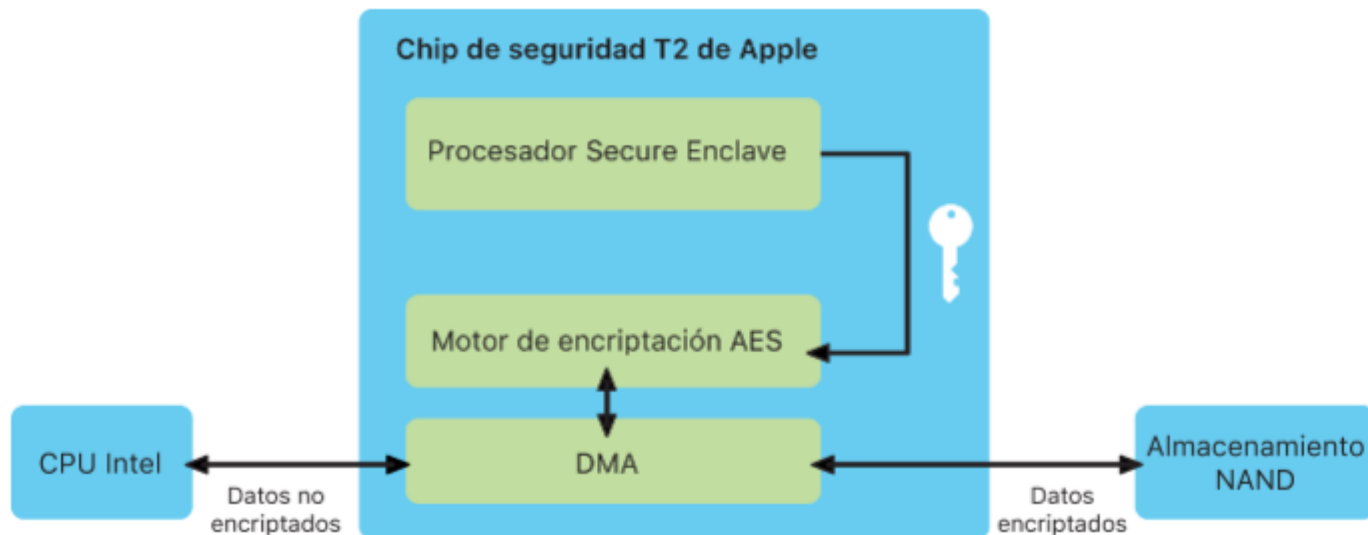 Chip de seguridad T2 de Apple
Procesador Secure Enclave
Motor de encriptación AES
CPU Intel
DMA
Almacenamiento
NAND
Datos no
encriptados
Datos
encriptados